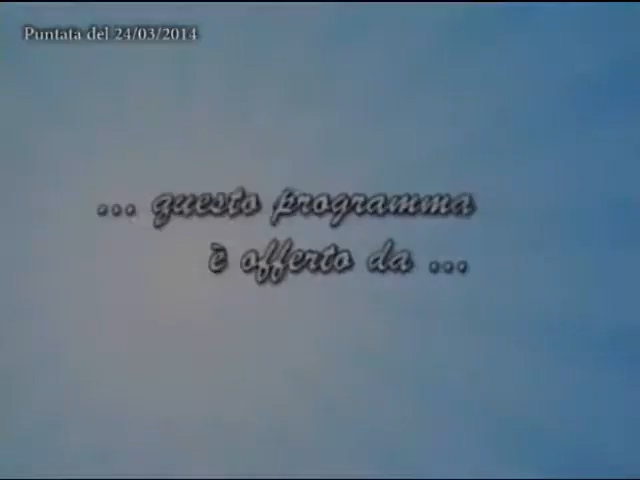 Puntata del 24/03/2014
... questo programma
è offerto da ...